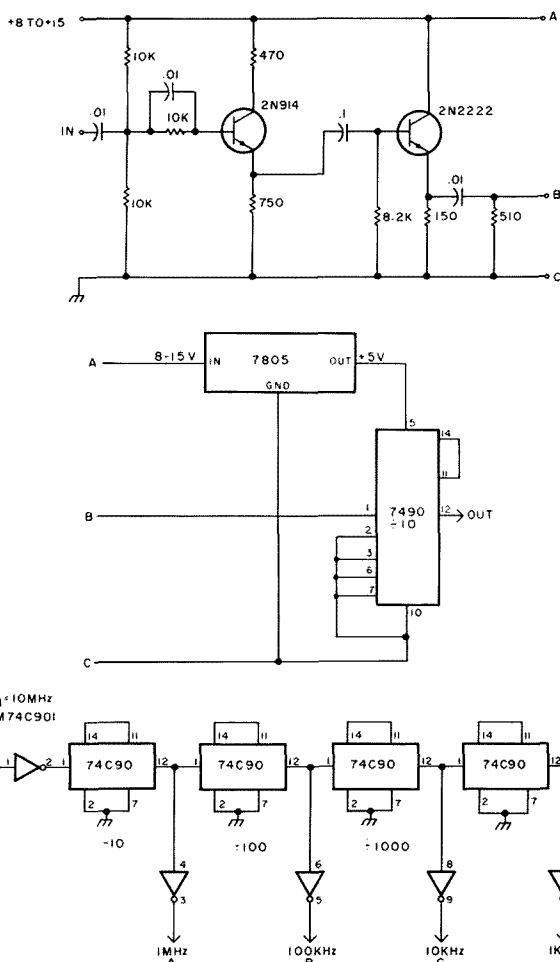 +8 TO+15
A
10K
470
.01
2N914
2N2222
.01
10K
.1
IN
.01
B
10K
750
8.2K
150
510
C
A
8-15V
IN
7805
OUT
+5V
GND
5
14
11
B
1
7490
÷10
12
OUT
2
3
6
7
10
C
=10MHz
M74C901
1
2
1
14
11
74C90
12
2
7
-10
1
14
11
74C90
12
2
7
÷100
1
14
11
74C90
12
2
7
÷1000
1
14
11
74C90
12
2
7
4
3
6
5
8
9
1MHz
A
100KHz
B
10KHz
C
1K